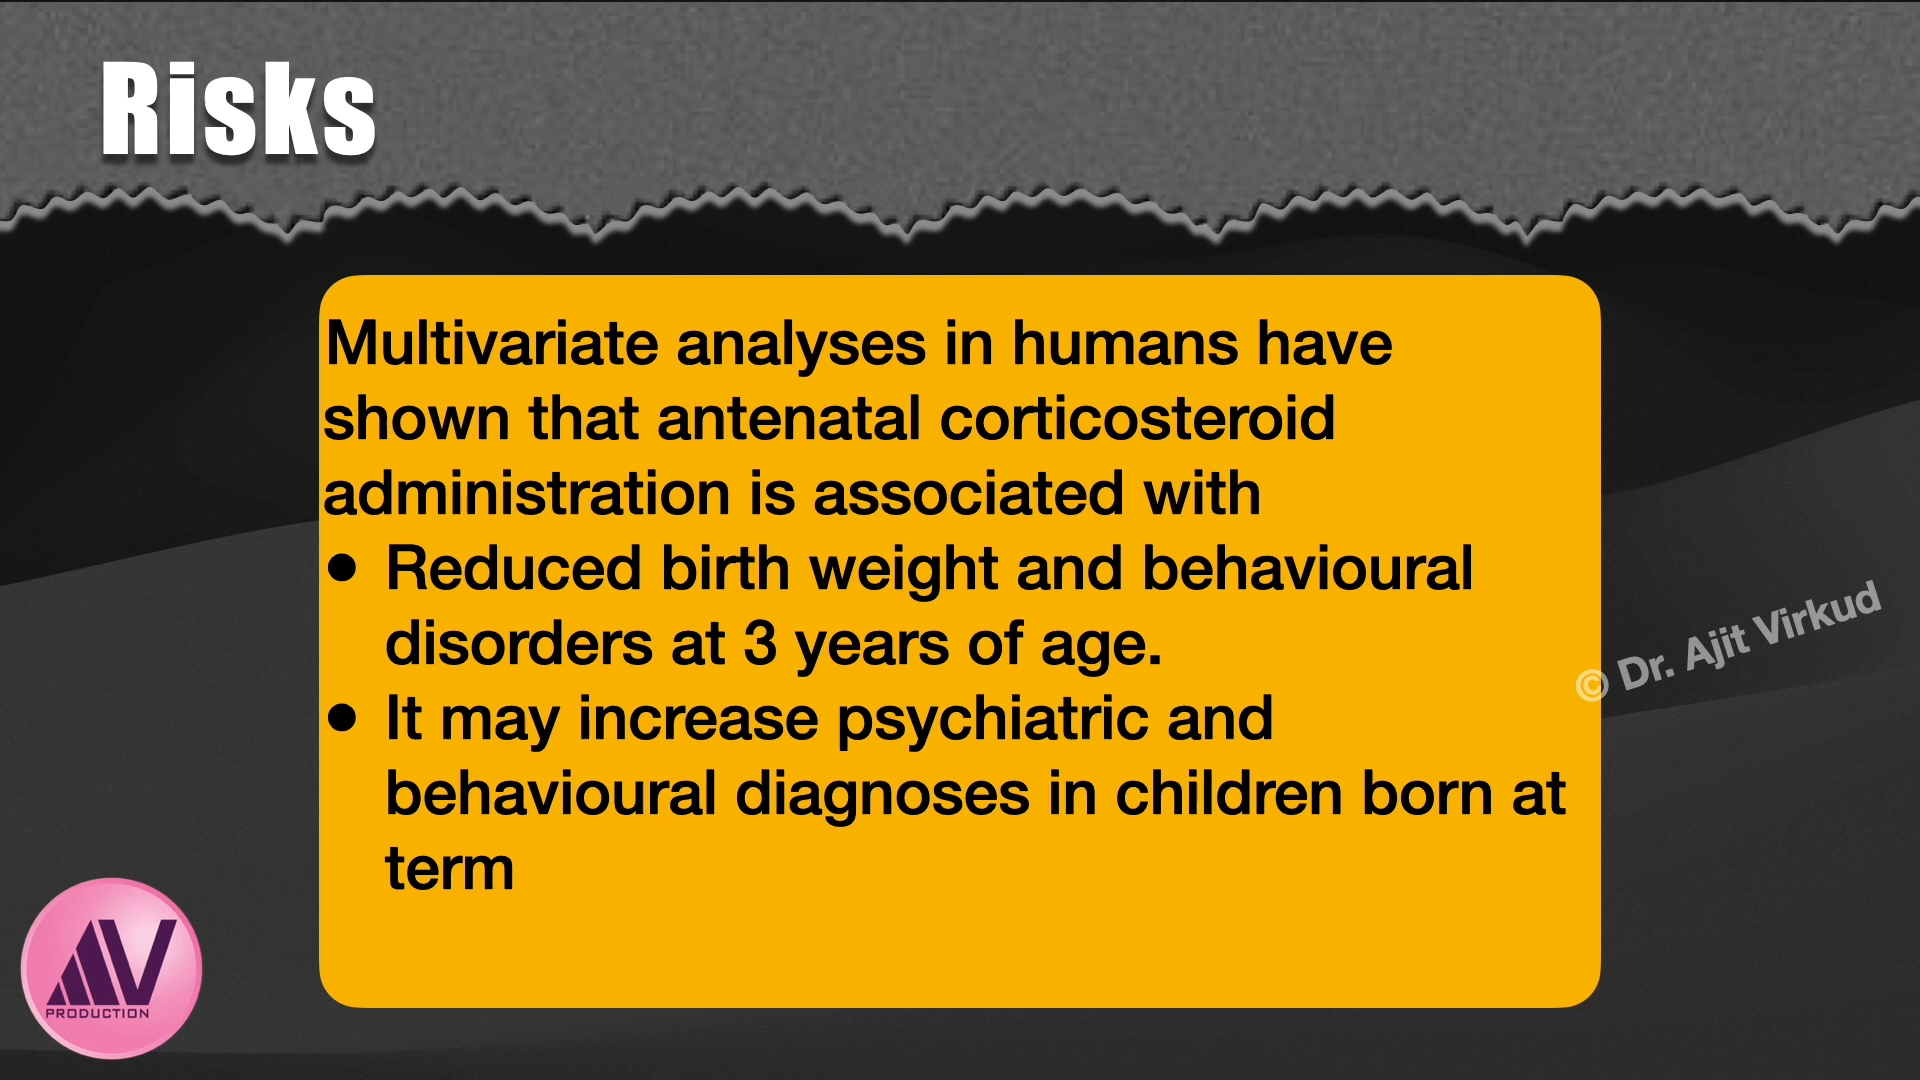 Risks
Multivariate analyses in humans have
shown that antenatal corticosteroid
administration is associated with
● Reduced birth weight and behavioural
disorders at 3 years of age.
● It may increase psychiatric and
behavioural diagnoses in children born at
term
© Dr. Ajit Virkud
AV
PRODUCTION